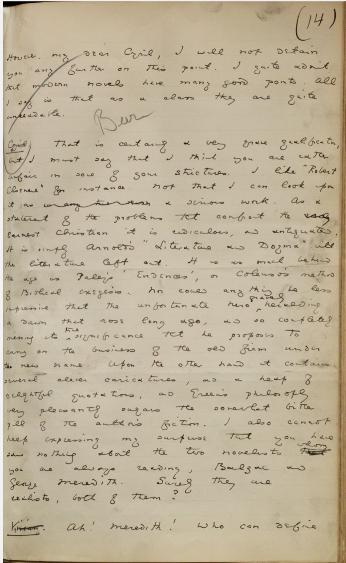 (14)
However, my dear Cyril, I will not detain
you any further on this point. I quite admit
that modern novels have many good points. All
I say is that as a class they are quite
unreadable.
Cyril) That is certainly a very grave qualification,
but I must say that I think you are rather
unfair in some of your strictures. I like "Robert
Elsmere" for instance. Not that I can look upon
it as a serious work. As a
statement of the problems that confront the
earnest Christian it is ridiculous, and antiquated.
It is simply Arnold's "Literature and Dogma" with
the literature left out. It is as much behind
the age as Paley's 'Evidences', or Colenso's method
of Biblical exegesis. Nor could anything be less
impressive than the unfortunate hero gravely heralding
a dawn that rose long ago, and so completely
missing its true significance that he proposes to
carry on the business of the old firm under
the new name. Upon the other hand it contains
several clever caricatures, and a heap of
delightful quotations, and Green's philosophy
very pleasantly sugars the somewhat bitter
pill of the author's fiction. I also cannot
help expressing my surprise that you have
said nothing about the two novelists whom
you are always reading, Balzac and
George Meredith. Surely they are
realists, both of them?
Ah! Meredith! Who can define